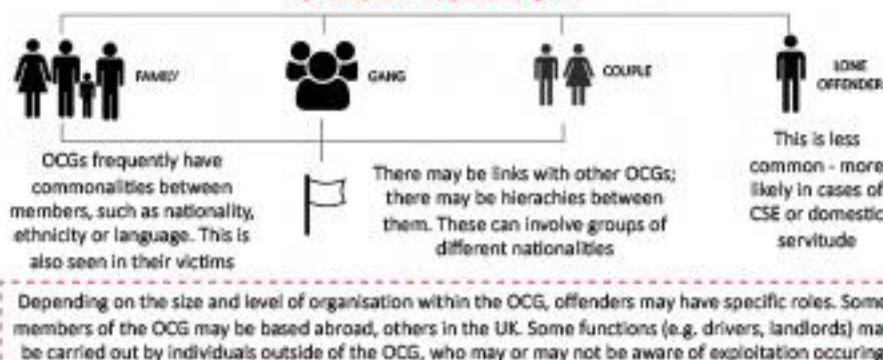 FAMILY
GANG
COUPLE
LONE
OFFENDER
OCGs frequently have
commonalities between
members, such as nationality,
ethnicity or language. This is
also seen in their victims
There may be links with other OCGs;
there may be hierachies between
them. These can involve groups of
different nationalities
This is less
common - more
likely in cases of
CSE or domestic
servitude
Depending on the size and level of organisation within the OCG, offenders may have specific roles. Some
members of the OCG may be based abroad, others in the UK. Some functions (e.g. drivers, landlords) may
be carried out by individuals outside of the OCG, who may or may not be aware of exploitation occuring